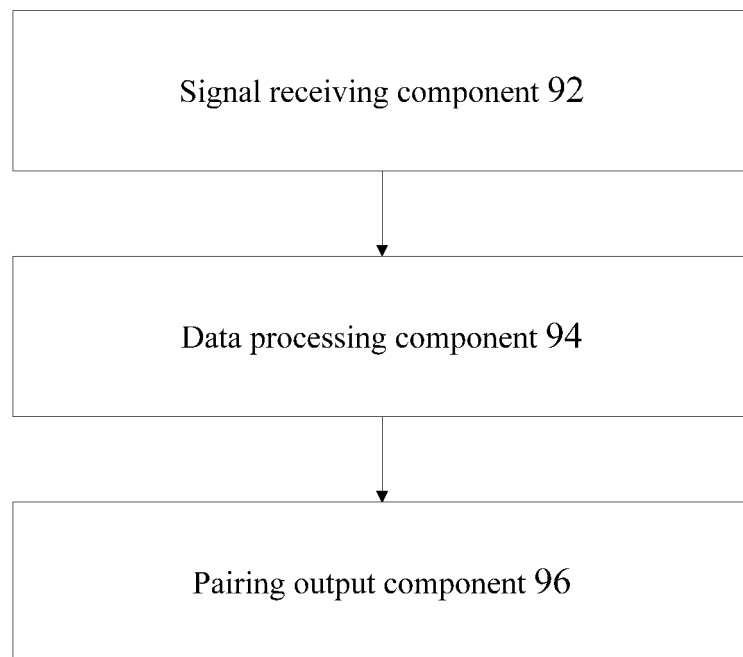 Signal receiving component 92
Data processing component 94
Pairing output component 96